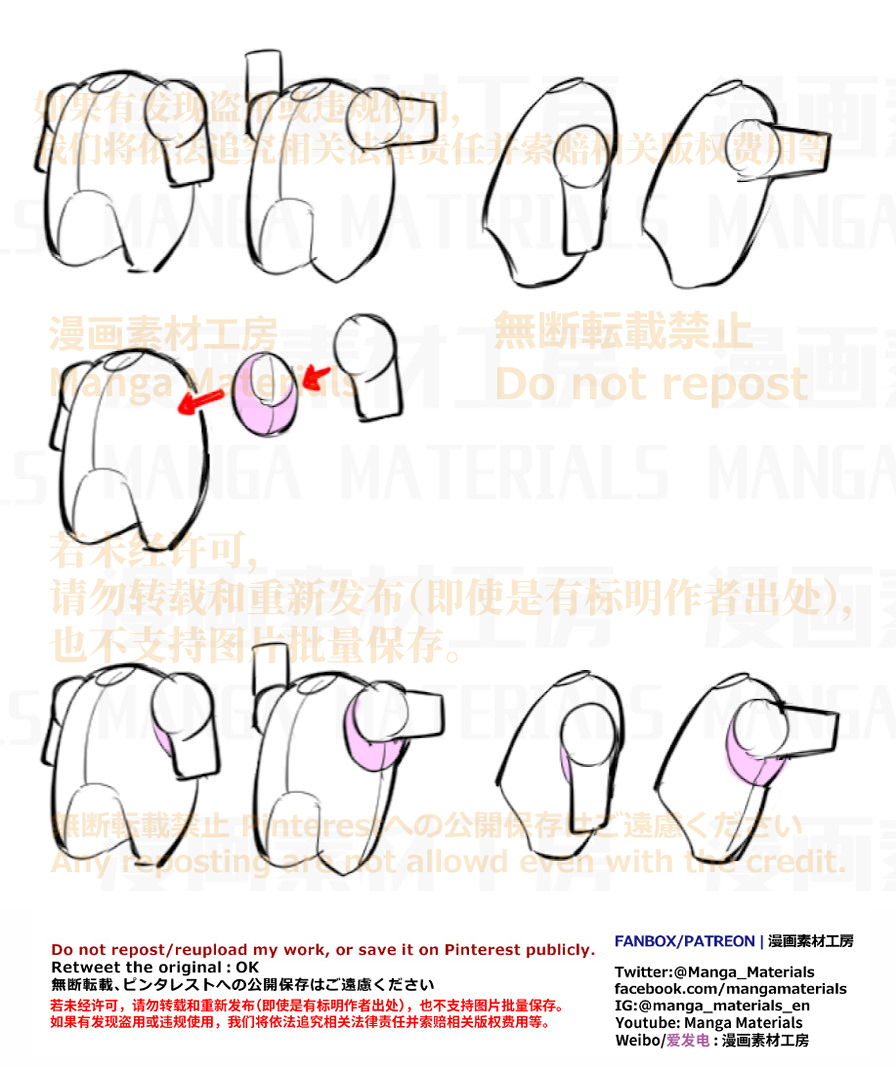 如果有发现盗用或违规使用，
我们将依法追究相关法律责任并索赔相关版权费用等。
漫画素材工房
MANGA MATERIALS
漫画素材工房
Manga Materials
無断転載禁止
Do not repost
MANGA MATERIALS
若未经许可，
请勿转载和重新发布（即使是有标明作者出处），
也不支持图片批量保存。
漫画素材工房
MANGA MATERIALS
無断転載禁止 Pinterestへの公開保存はご遠慮ください
Any reposting are not allowd even with the credit.
Do not repost/reupload my work, or save it on Pinterest publicly.
Retweet the original : OK
無断転載、ピンタレストへの公開保存はご遠慮ください
若未经许可，请勿转载和重新发布（即使是有标明作者出处），也不支持图片批量保存。
如果有发现盗用或违规使用，我们将依法追究相关法律责任并索赔相关版权费用等。
FANBOX/PATREON | 漫画素材工房
Twitter:@Manga_Materials
facebook.com/mangamaterials
IG:@manga_materials_en
Youtube: Manga Materials
Weibo/爱发电 : 漫画素材工房